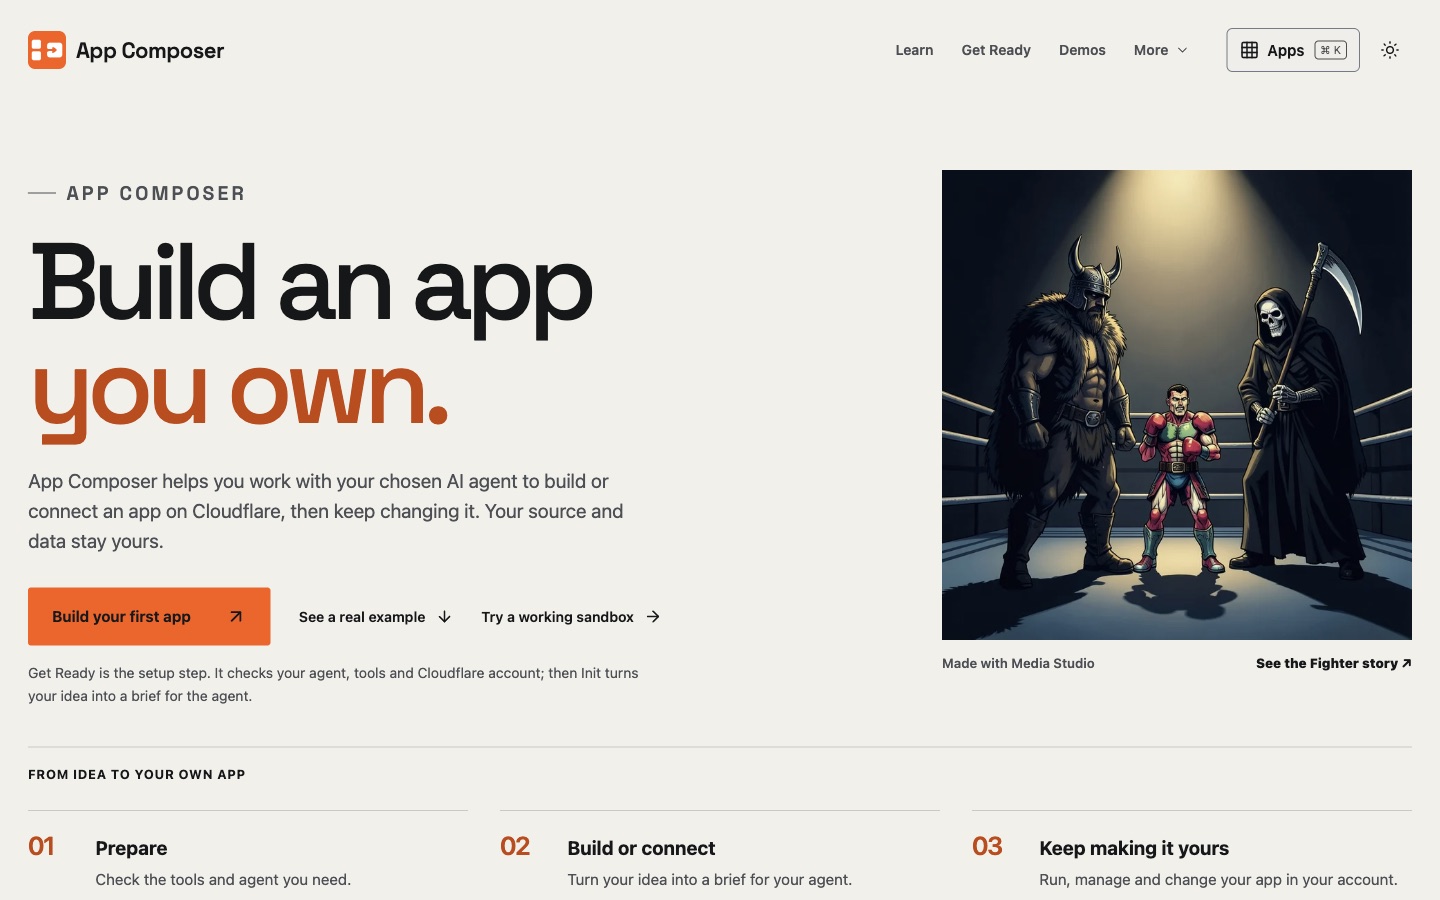 App Composer
Learn
Get Ready
Demos
More
Apps
⌘ K
APP COMPOSER
Build an app
you own.
App Composer helps you work with your chosen AI agent to build or
connect an app on Cloudflare, then keep changing it. Your source and
data stay yours.
Build your first app
See a real example
Try a working sandbox
Get Ready is the setup step. It checks your agent, tools and Cloudflare account; then Init turns
your idea into a brief for the agent.
Made with Media Studio
See the Fighter story ↗
FROM IDEA TO YOUR OWN APP
01
Prepare
Check the tools and agent you need.
02
Build or connect
Turn your idea into a brief for your agent.
03
Keep making it yours
Run, manage and change your app in your account.